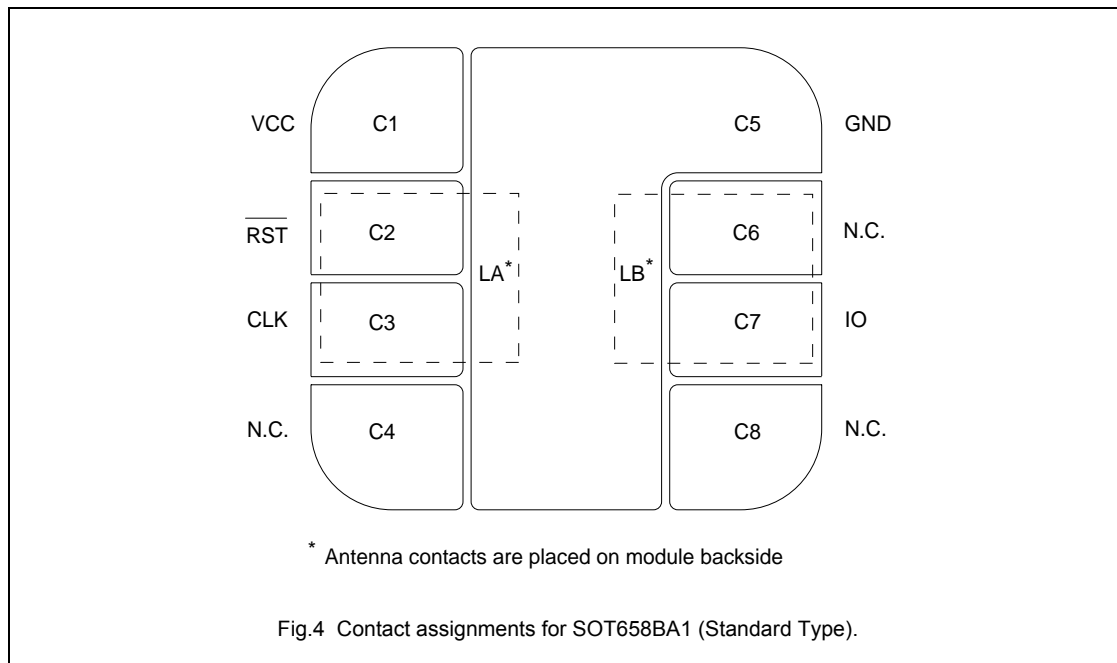 VCC C1 C5 GND
RST C2 C6 N.C.
LA* LB*
CLK C3 C7 IO
N.C. C4 C8 N.C.
* Antenna contacts are placed on module backside
Fig.4 Contact assignments for SOT658BA1 (Standard Type).